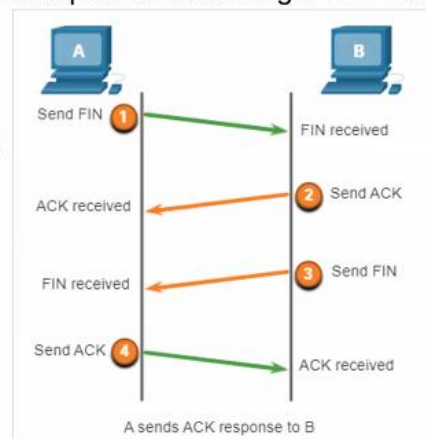 A
B
Send FIN 1
FIN received
2 Send ACK
ACK received
3 Send FIN
FIN received
Send ACK 4
ACK received
A sends ACK response to B